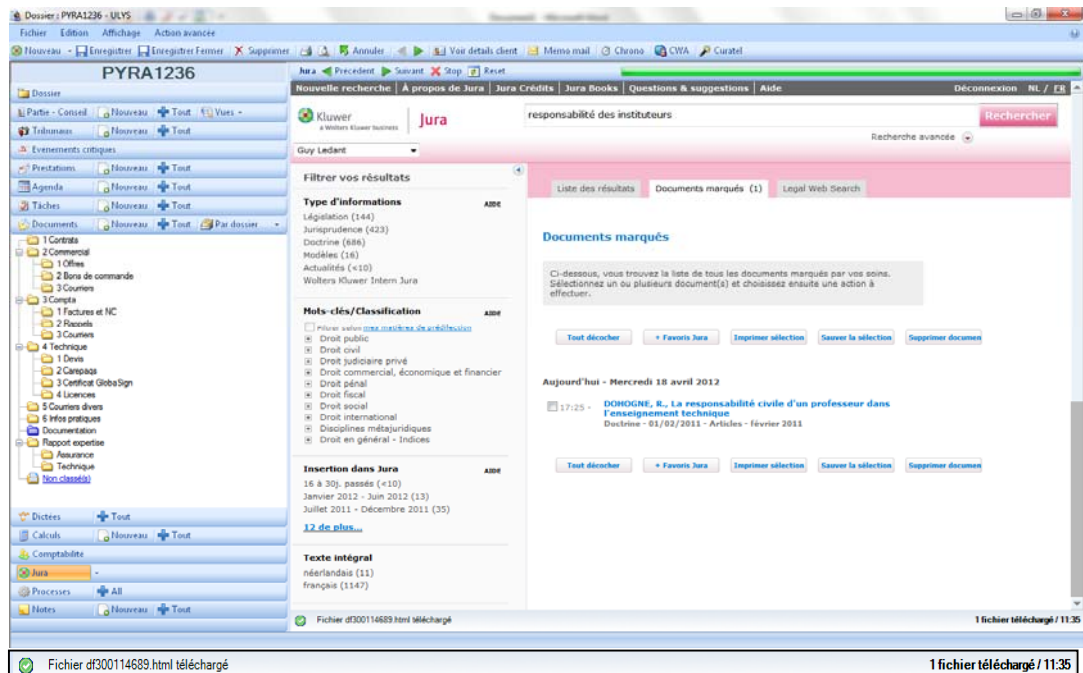 Dossier : PYRA1236 - ULYS
Fichier Edition Affichage Action avancée
Nouveau Enregistrer Enregistrer Fermer Supprimer Annuler Voir détails client Memo mail Chrono CWA Curatel
PYRA1236
Dossier
Partie - Conseil Nouveau Tout Vues
Tribunaux Nouveau Tout
Evenements critiques
Prestations Nouveau Tout
Agenda Nouveau Tout
Tâches Nouveau Tout
Documents Nouveau Tout Par dossier
1 Contrats
2 Commercial
1 Offres
2 Bons de commande
3 Courriers
3 Compta
1 Factures et NC
2 Rappels
3 Courriers
4 Technique
1 Devis
2 Carepaqs
3 Certificat GlobaSign
4 Licences
5 Courriers divers
6 Infos pratiques
Documentation
Rapport expertise
Assurance
Technique
Non classé(s)
Dictées Tout
Calculs Nouveau Tout
Comptabilité
Jura
Processes All
Notes Nouveau Tout
Jura Precedent Suivant Stop Reset
Nouvelle recherche | À propos de Jura | Jura Crédits | Jura Books | Questions & suggestions | Aide Déconnexion NL / FR
Kluwer
a Wolters Kluwer business
Jura
responsabilité des instituteurs
Rechercher
Recherche avancée
Guy Ledant
Filtrer vos résultats
Type d'informations AIDE
Législation (144)
Jurisprudence (423)
Doctrine (686)
Modèles (16)
Actualités (<10)
Wolters Kluwer Intern Jura
Mots-clés/Classification AIDE
Filtrer selon mes matières de prédilection
Droit public
Droit civil
Droit judiciaire privé
Droit commercial, économique et financier
Droit pénal
Droit fiscal
Droit social
Droit international
Disciplines métajuridiques
Droit en général - Indices
Insertion dans Jura AIDE
16 à 30j. passés (<10)
Janvier 2012 - Juin 2012 (13)
Juillet 2011 - Décembre 2011 (35)
12 de plus...
Texte intégral
néerlandais (11)
français (1147)
Liste des résultats Documents marqués (1) Legal Web Search
Documents marqués
Ci-dessous, vous trouvez la liste de tous les documents marqués par vos soins.
Sélectionnez un ou plusieurs document(s) et choisissez ensuite une action à
effectuer.
Tout décocher + Favoris Jura Imprimer sélection Sauver la sélection Supprimer documen
Aujourd'hui - Mercredi 18 avril 2012
17:25 - DOHOGNE, R., La responsabilité civile d'un professeur dans
l'enseignement technique
Doctrine - 01/02/2011 - Articles - février 2011
Tout décocher + Favoris Jura Imprimer sélection Sauver la sélection Supprimer documen
Fichier df300114689.html téléchargé 1 fichier téléchargé / 11:35
Fichier df300114689.html téléchargé 1 fichier téléchargé / 11:35